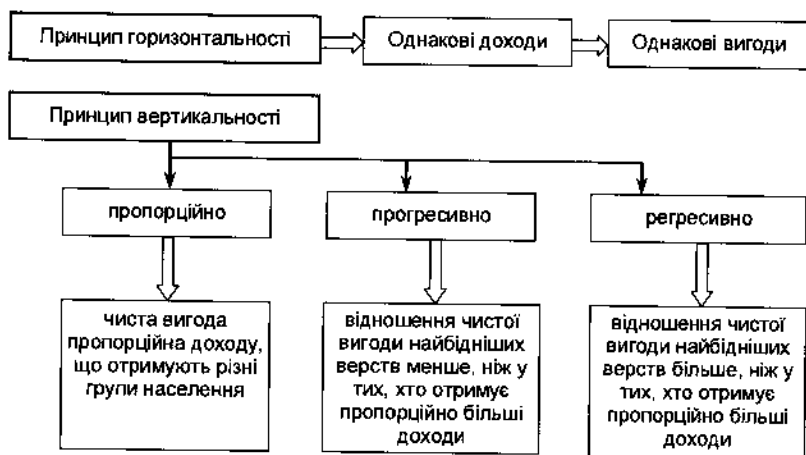 Принцип горизонтальності
Однакові доходи
Однакові вигоди
Принцип вертикальності
пропорційно
прогресивно
регресивно
чиста вигода
пропорційна доходу,
що отримують різні
групи населення
відношення чистої
вигоди найбідніших
верств менше, ніж у
тих, хто отримує
пропорційно більші
доходи
відношення чистої
вигоди найбідніших
верств більше, ніж у
тих, хто отримує
пропорційно більші
доходи